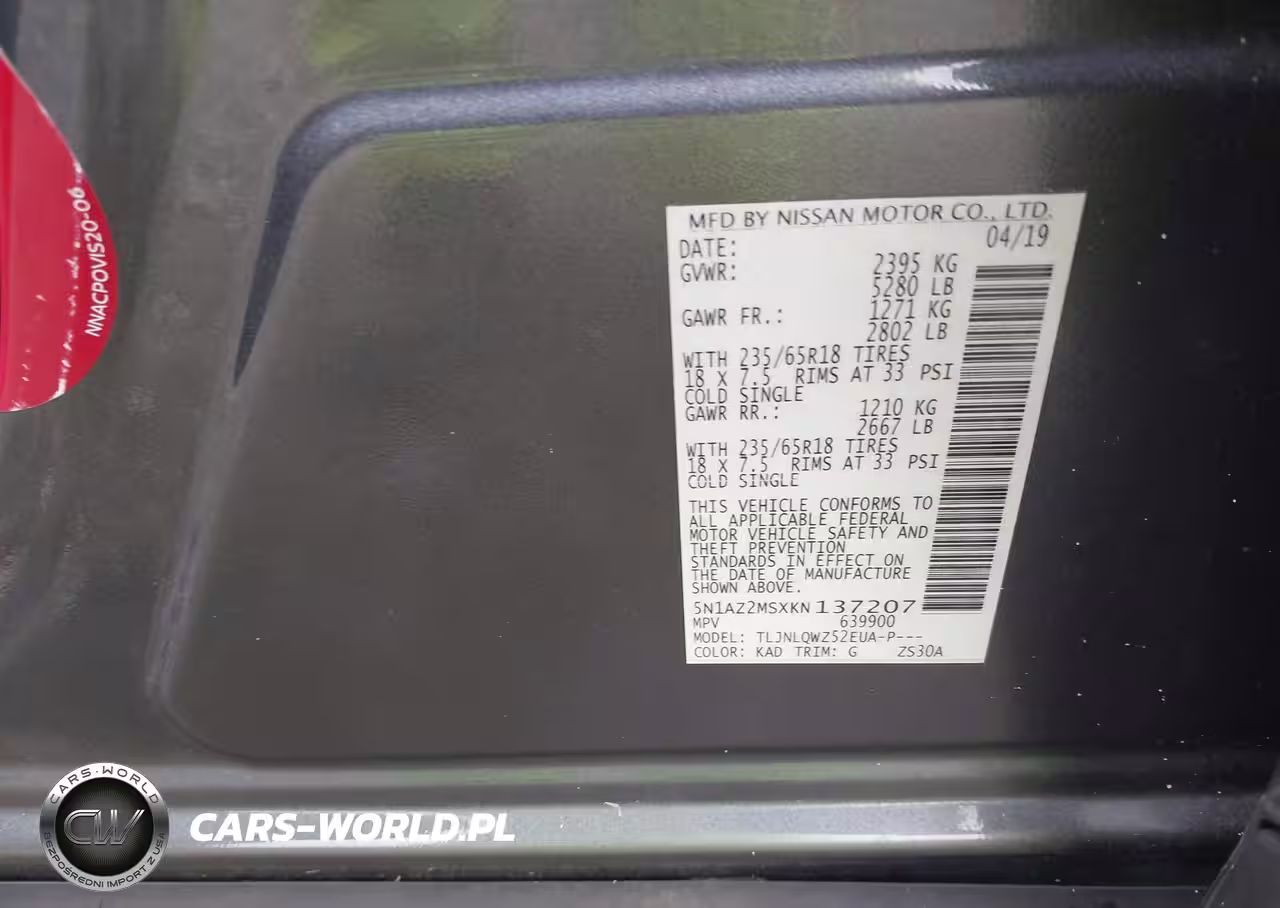 NNACPOVIS20-06
MFD BY NISSAN MOTOR CO., LTD.
DATE: 04/19
GVWR: 2395 KG
5280 LB
GAWR FR.: 1271 KG
2802 LB
WITH 235/65R18 TIRES
18 X 7.5 RIMS AT 33 PSI
COLD SINGLE
GAWR RR.: 1210 KG
2667 LB
WITH 235/65R18 TIRES
18 X 7.5 RIMS AT 33 PSI
COLD SINGLE
THIS VEHICLE CONFORMS TO
ALL APPLICABLE FEDERAL
MOTOR VEHICLE SAFETY AND
THEFT PREVENTION
STANDARDS IN EFFECT ON
THE DATE OF MANUFACTURE
SHOWN ABOVE.
5N1AZ2MSXKN137207
MPV 639900
MODEL: TLJNLQWZ52EUA-P---
COLOR: KAD TRIM: G ZS30A
CARS-WORLD
CW
BEZPOŚREDNI IMPORT Z USA
CARS-WORLD.PL